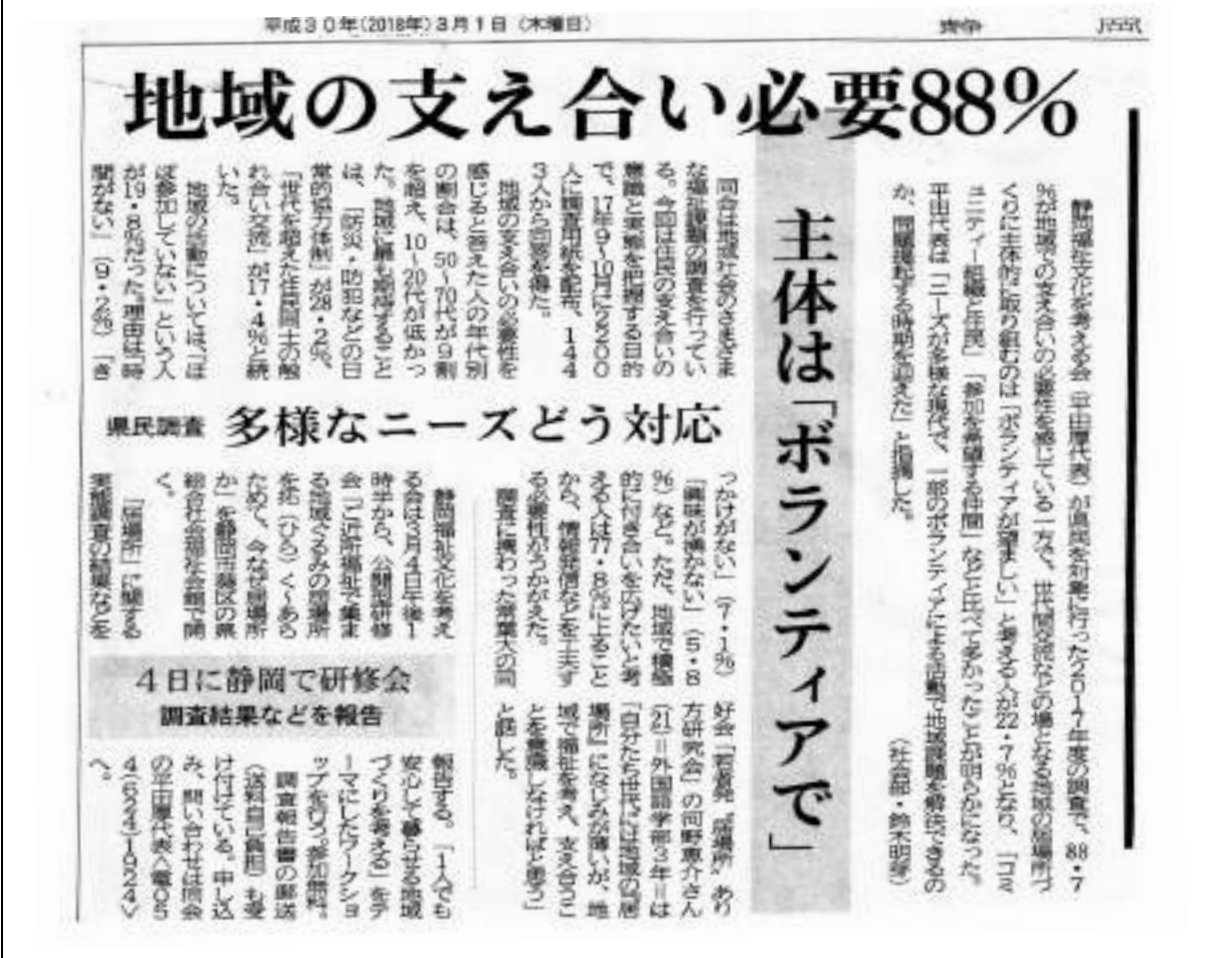 平成30年(2018年)3月1日(木曜日)
地域の支え合い必要88%
主体は「ボランティアで」
静岡福祉文化を考える会(平田厚代表)が県民を対象に行った2017年度の調査で、88・7
%が地域での支え合いの必要性を感じている一方で、世代間交流などの場となる地域の居場所づ
くりに主体的に取り組むのは「ボランティアが望ましい」と考える人が22・7%となり、「コミ
ュニティー組織と住民」「参加を希望する仲間」などと比べて多かったことが明らかになった。
平田代表は「ニーズが多様な現代で、一部のボランティアによる活動で地域課題を解決できるの
か、問題提起する時期を迎えた」と指摘した。
(社会部・鈴木明芽)
県民調査
多様なニーズどう対応
同会は地域社会のさまざま
な福祉課題の調査を行ってい
る。今回は住民の支え合いの
意識と実態を把握する目的
で、17年9〜10月に2200
人に調査用紙を配布、144
3人から回答を得た。
地域の支え合いの必要性を
感じると答えた人の年代別
の割合は、50〜70代が9割
を超え、10〜20代が低かっ
た。地域に最も期待すること
は、「防災・防犯などの日
常的協力体制」が28・2%、
「世代を超えた住民同士の触
れ合い交流」が17・4%と続
いた。
地域の活動については、「ほ
ぼ参加していない」という人
が19・8%だった。理由は「時
間がない」(9・2%)「き
っかけがない」(7・1%)
「興味が湧かない」(5・8
%)など。ただ、地域で積極
的に付き合いを広げたいと考
える人は77・8%に上ること
から、情報発信などを工夫す
る必要性がうかがえた。
調査に携わった常葉大の同
好会「若者発〝居場所〟あり
方研究会」の河野恵介さん
(21)=外国語学部3年=は
「自分たち世代には地域の『居
場所』になじみが薄いが、地
域で福祉を考え、支え合うこ
とを意識しなければと思う」
と話した。
4日に静岡で研修会
調査結果などを報告
静岡福祉文化を考え
る会は3月4日午後1
時半から、公開型研修
会「ご近所福祉で集ま
る地域ぐるみの居場所
を拓(ひら)く〜あら
ためて、今なぜ居場所
か」を静岡市葵区の県
総合社会福祉会館で開
く。
「居場所」に関する
実態調査の結果などを
報告する。「1人でも
安心して暮らせる地域
づくりを考える」をテ
ーマにしたワークショ
ップを行う。参加無料。
調査報告書の郵送
(送料自己負担)も受
け付けている。申し込
み、問い合わせは同会
の平田厚代表<電05
4(624)1924>
へ。